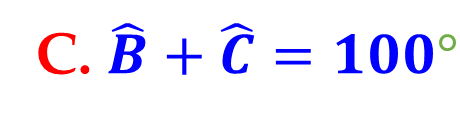 C. B̂ + Ĉ = 100°